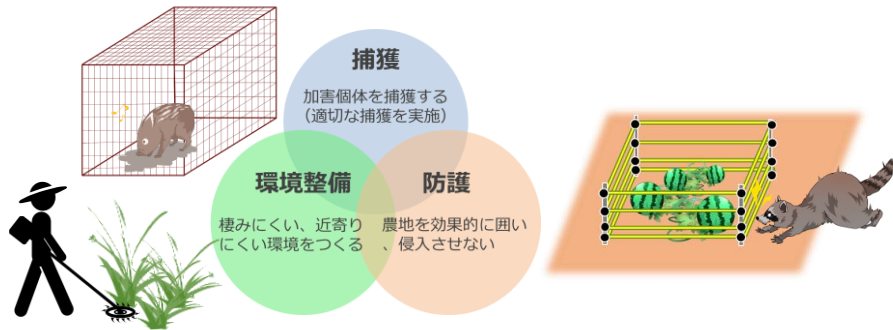 捕獲
加害個体を捕獲する
（適切な捕獲を実施）
環境整備
棲みにくい、近寄り
にくい環境をつくる
防護
農地を効果的に囲い
、侵入させない